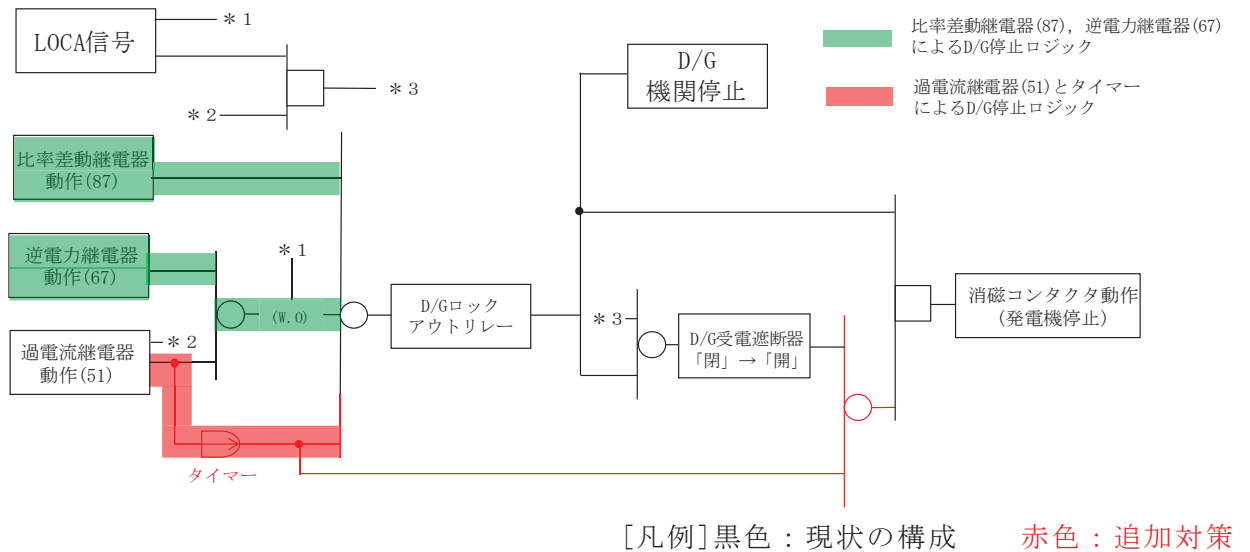 LOCA信号
＊1
＊2
＊3
比率差動継電器(87), 逆電力継電器(67)
によるD/G停止ロジック
過電流継電器(51)とタイマー
によるD/G停止ロジック
D/G
機関停止
比率差動継電器
動作(87)
逆電力継電器
動作(67)
＊1
(W.O)
過電流継電器
動作(51)
＊2
D/Gロック
アウトリレー
＊3
D/G受電遮断器
「閉」→「開」
消磁コンタクタ動作
(発電機停止)
タイマー
[凡例]黒色：現状の構成
赤色：追加対策